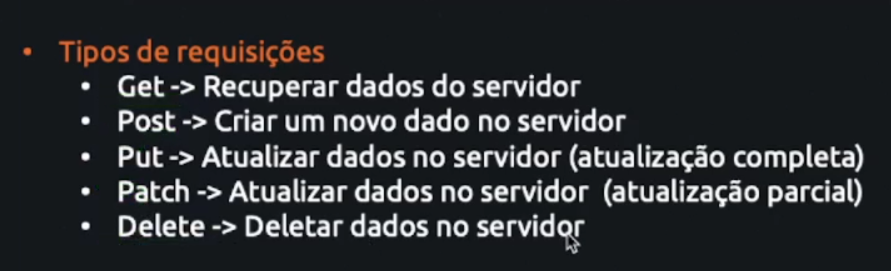 • Tipos de requisições
• Get -> Recuperar dados do servidor
• Post -> Criar um novo dado no servidor
• Put -> Atualizar dados no servidor (atualização completa)
• Patch -> Atualizar dados no servidor (atualização parcial)
• Delete -> Deletar dados no servidor